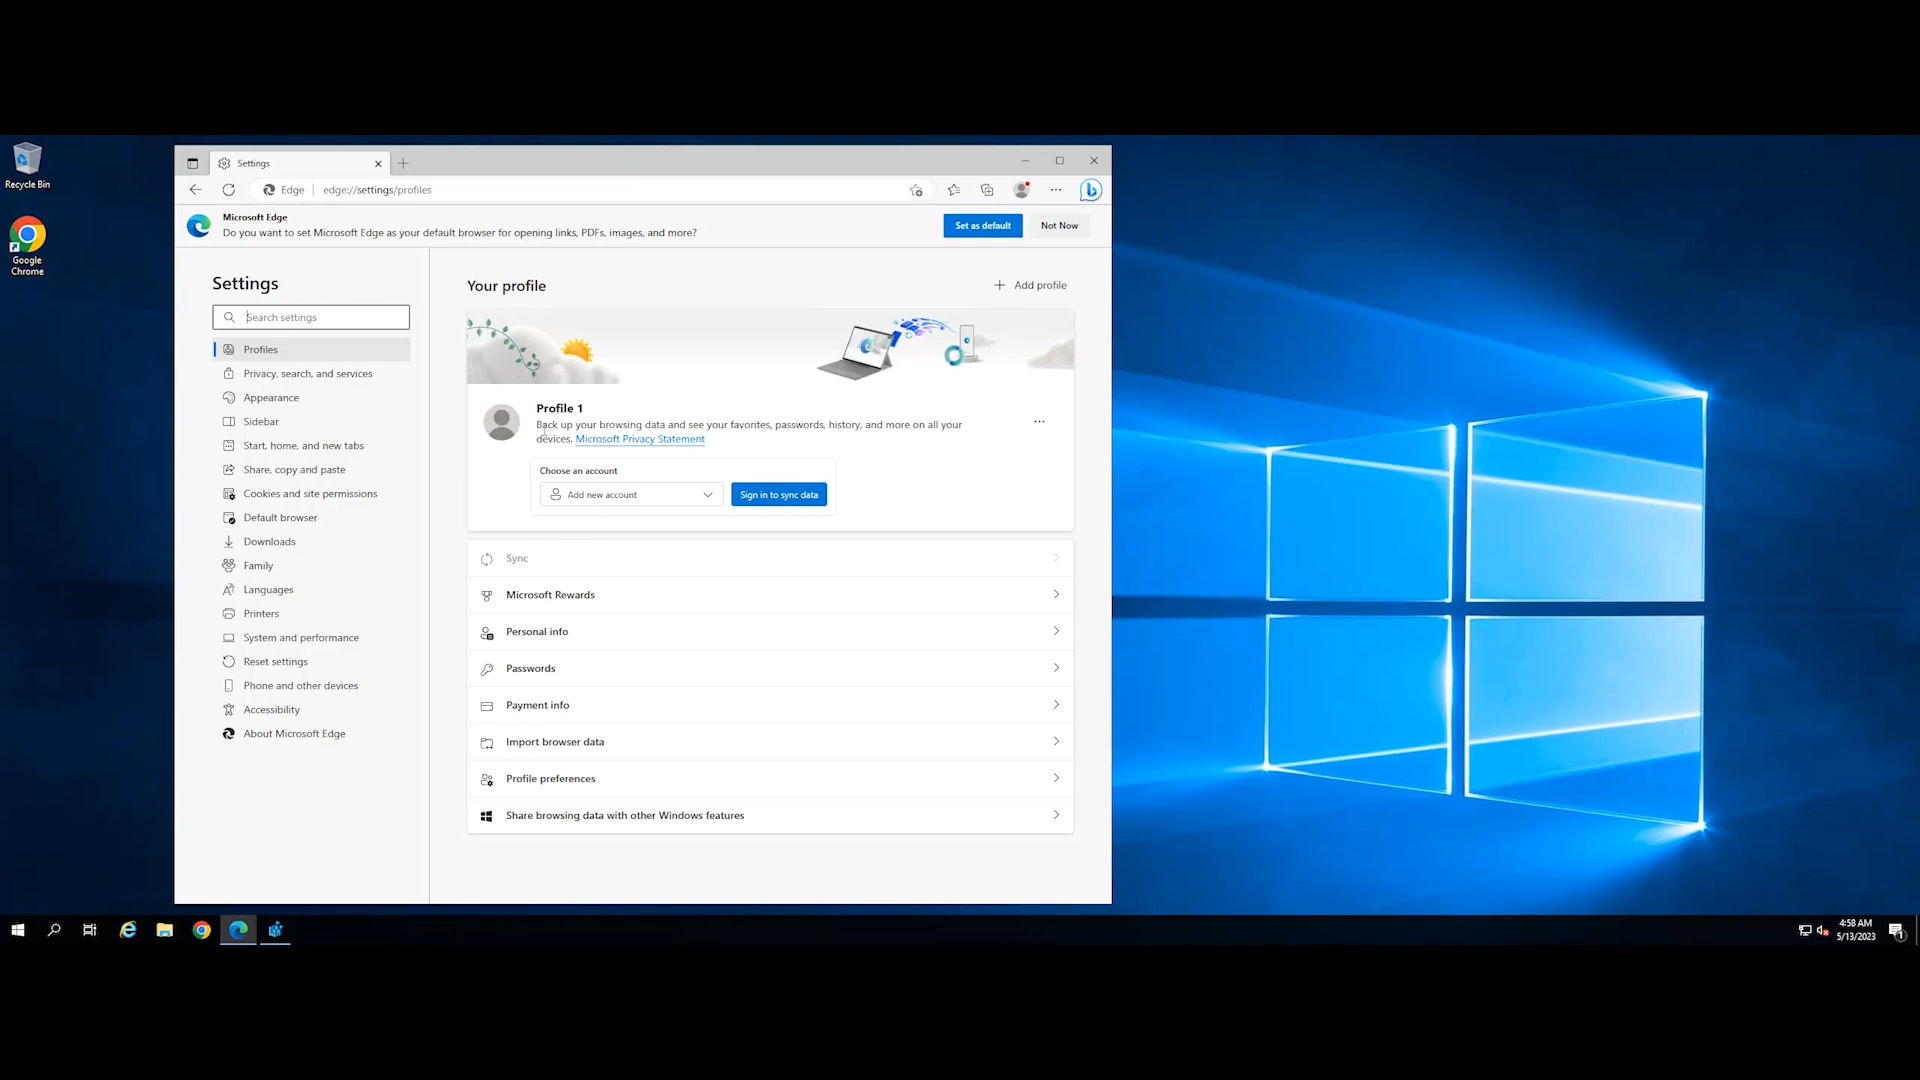 Recycle Bin
Google
Chrome
Settings
Edge
edge://settings/profiles
Microsoft Edge
Do you want to set Microsoft Edge as your default browser for opening links, PDFs, images, and more?
Set as default
Not Now
Settings
Search settings
Profiles
Privacy, search, and services
Appearance
Sidebar
Start, home, and new tabs
Share, copy and paste
Cookies and site permissions
Default browser
Downloads
Family
Languages
Printers
System and performance
Reset settings
Phone and other devices
Accessibility
About Microsoft Edge
Your profile
Add profile
Profile 1
Back up your browsing data and see your favorites, passwords, history, and more on all your
devices. Microsoft Privacy Statement
Choose an account
Add new account
Sign in to sync data
Sync
Microsoft Rewards
Personal info
Passwords
Payment info
Import browser data
Profile preferences
Share browsing data with other Windows features
4:58 AM
5/13/2023
1